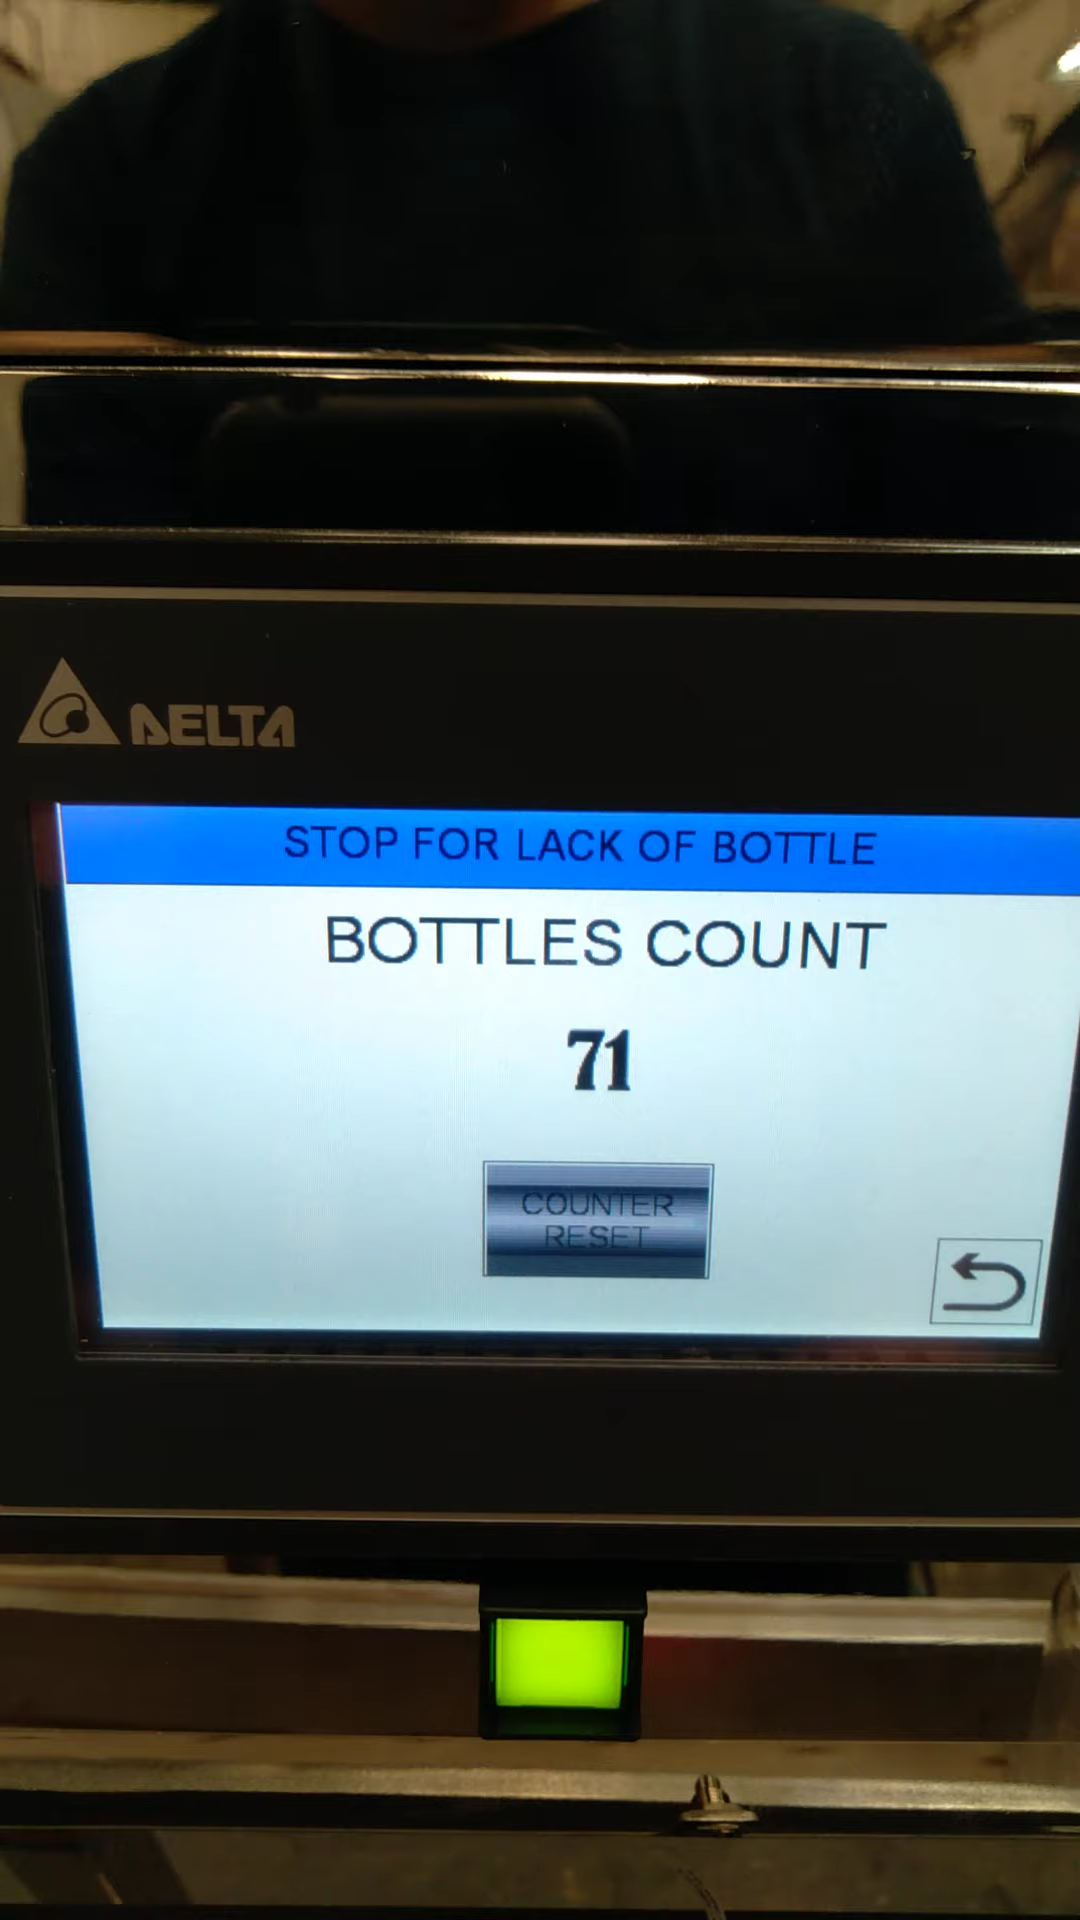 DELTA
STOP FOR LACK OF BOTTLE
BOTTLES COUNT
71
COUNTER
RESET